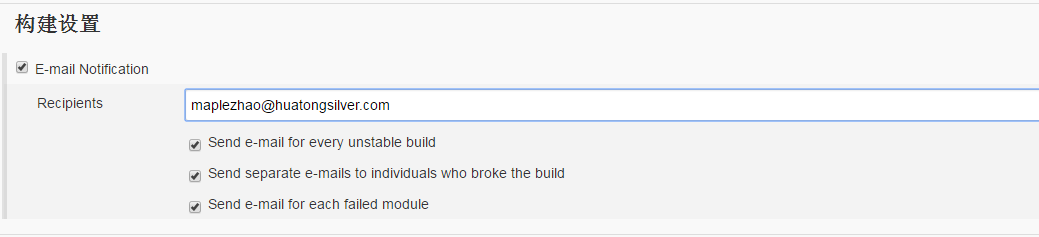 构建设置
E-mail Notification
Recipients
maplezhao@huatongsilver.com
Send e-mail for every unstable build
Send separate e-mails to individuals who broke the build
Send e-mail for each failed module